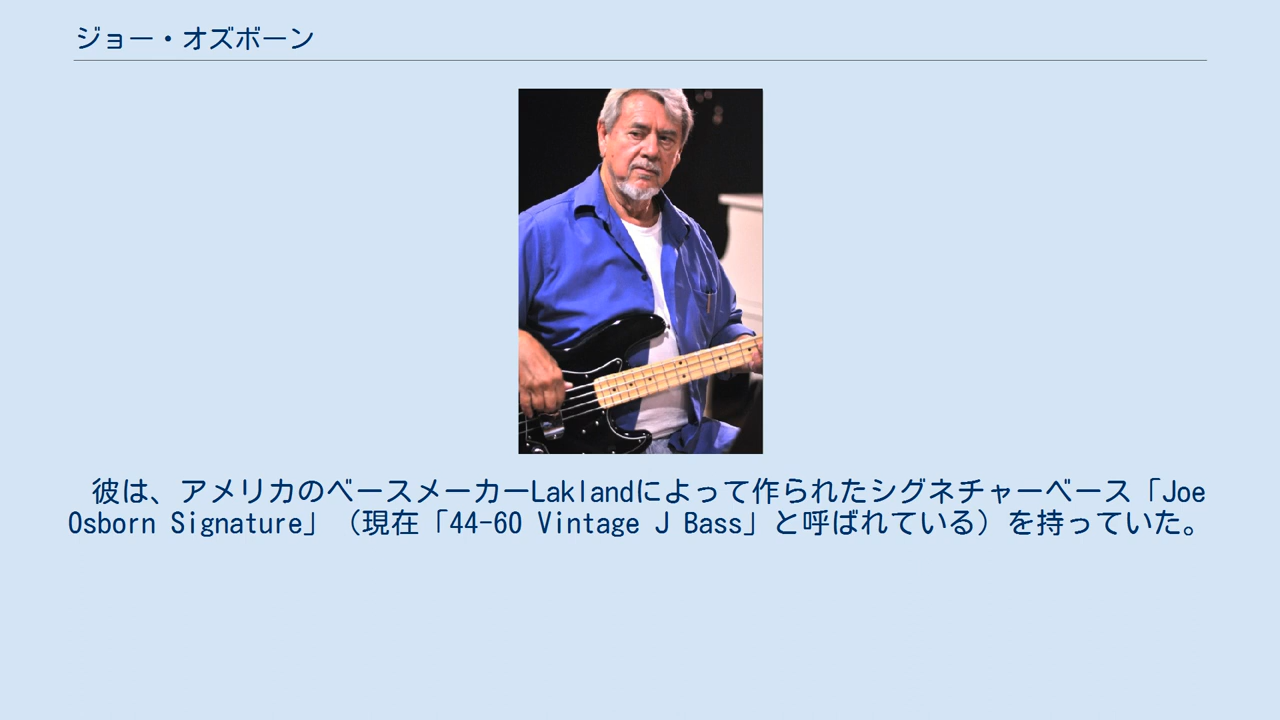 ジョー・オズボーン
彼は、アメリカのベースメーカーLaklandによって作られたシグネチャーベース「Joe
Osborn Signature」（現在「44-60 Vintage J Bass」と呼ばれている）を持っていた。